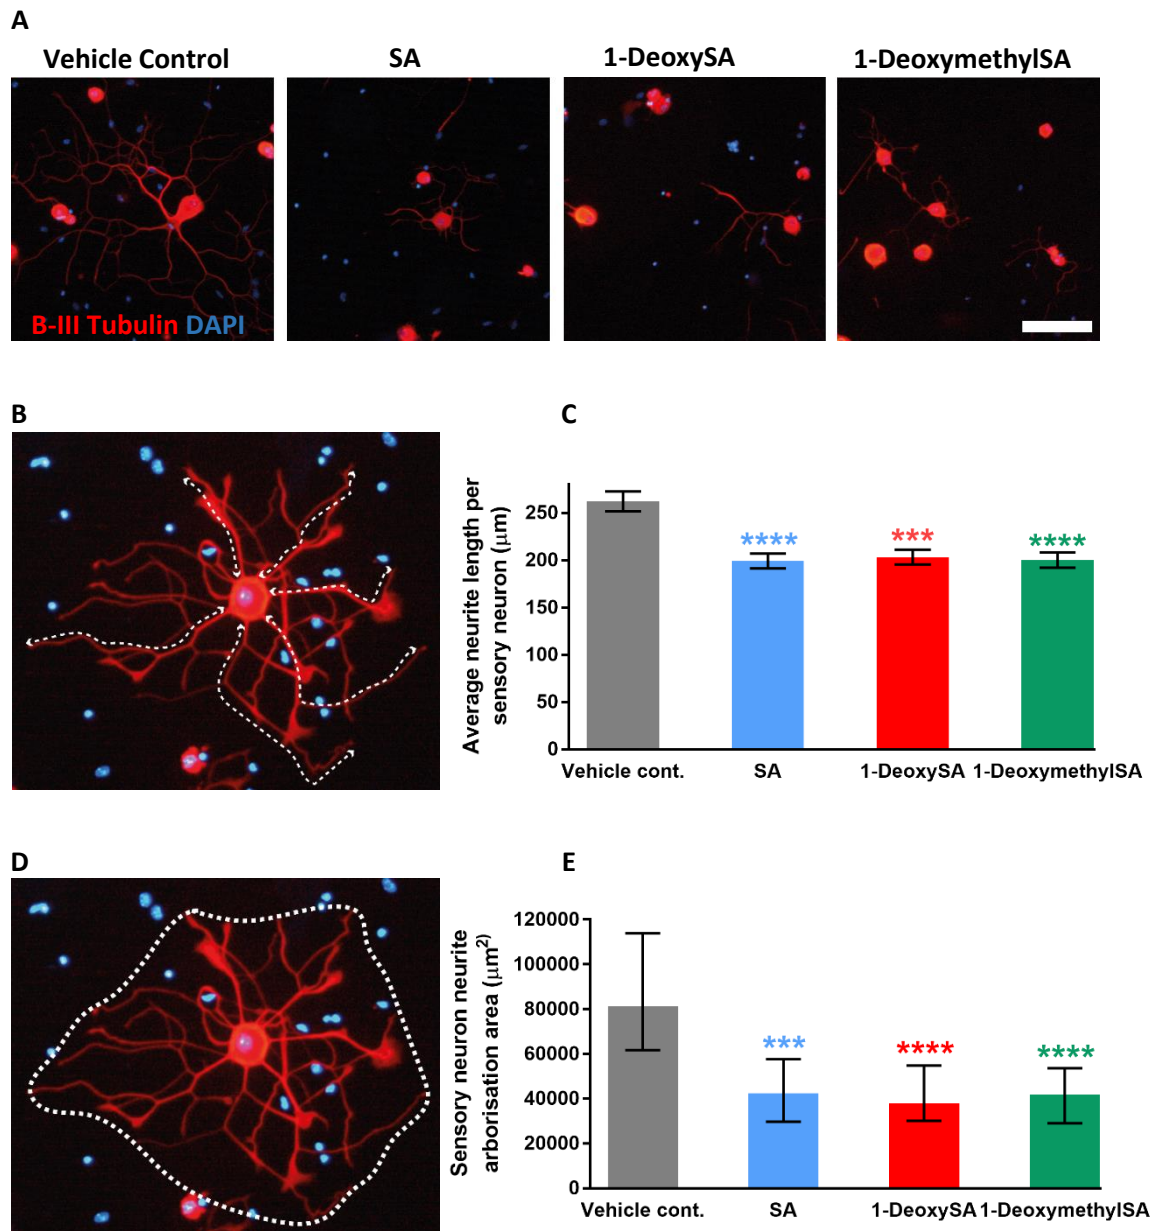 A
Vehicle Control
SA
1-DeoxySA
1-DeoxymethylSA
B-III Tubulin DAPI
B
C
Average neurite length per
sensory neuron (μm)
250
200
150
100
50
0
****
***
****
Vehicle cont.
SA
1-DeoxySA
1-DeoxymethylSA
D
E
Sensory neuron neurite
arborisation area (μm²)
120000
100000
80000
60000
40000
20000
0
***
****
****
Vehicle cont.
SA
1-DeoxySA
1-DeoxymethylSA